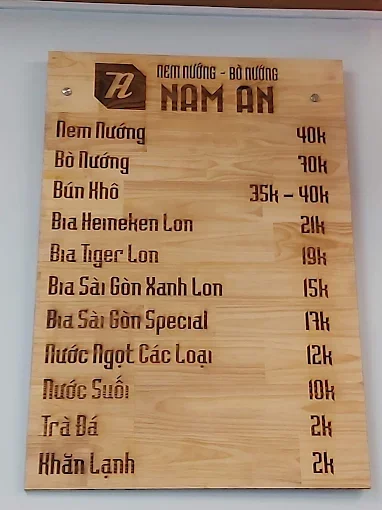 NEM NƯỚNG - BÒ NƯỚNG
NAM AN
Nem Nướng 40k
Bò Nướng 70k
Bún Khô 35k - 40k
Bia Heineken Lon 21k
Bia Tiger Lon 19k
Bia Sài Gòn Xanh Lon 15k
Bia Sài Gòn Special 17k
Nước Ngọt Các Loại 12k
Nước Suối 10k
Trà Đá 2k
Khăn Lạnh 2k